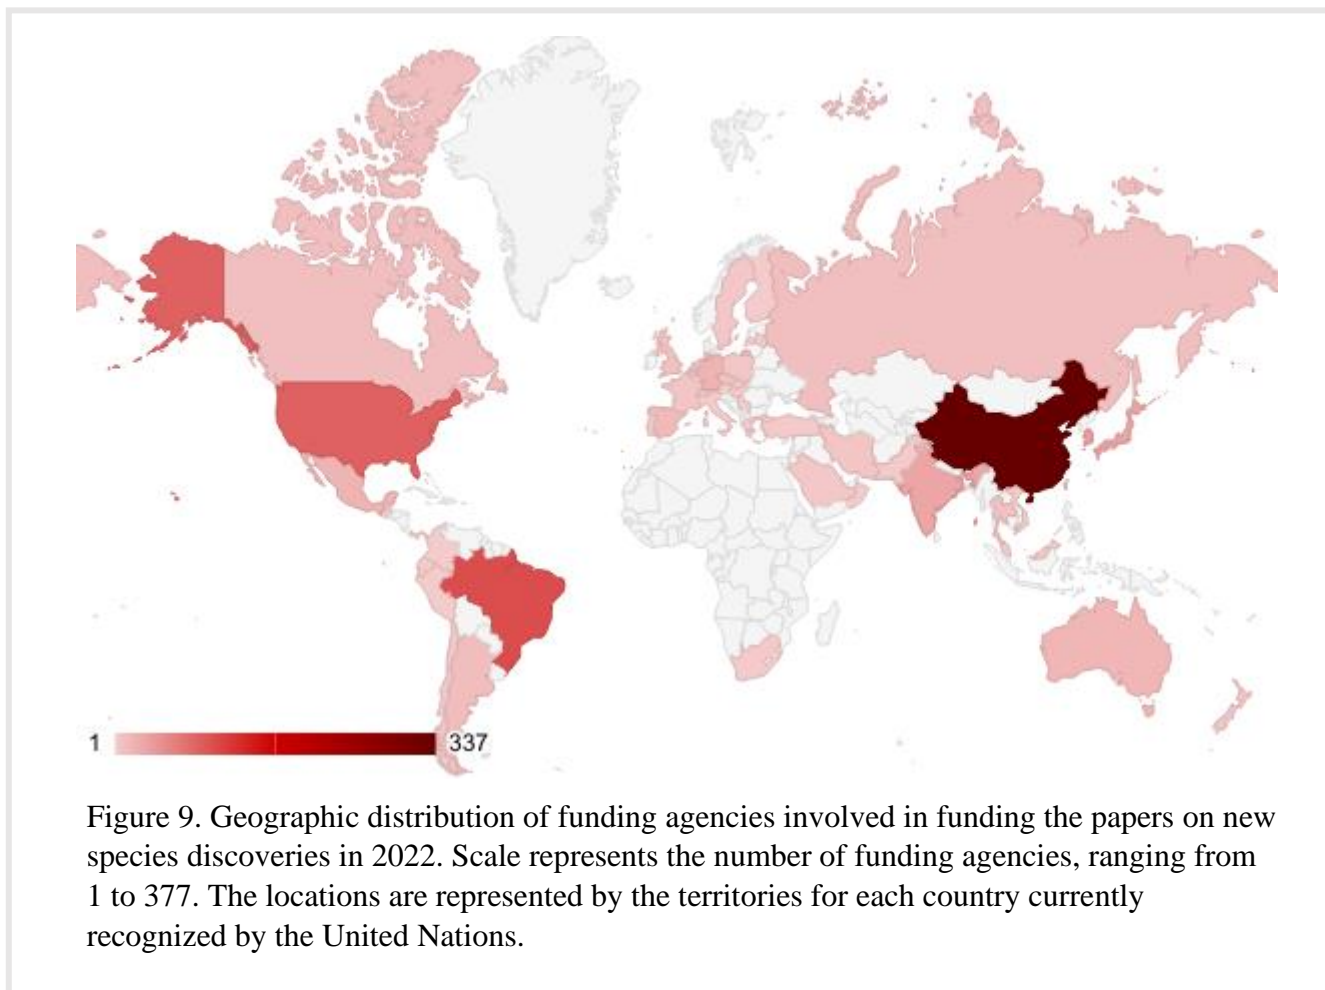 1 337
Figure 9. Geographic distribution of funding agencies involved in funding the papers on new
species discoveries in 2022. Scale represents the number of funding agencies, ranging from
1 to 377. The locations are represented by the territories for each country currently
recognized by the United Nations.